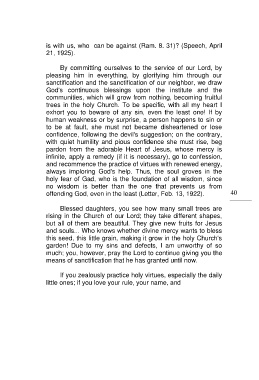 is with us, who can be against (Ram. 8. 31)? (Speech, April
21, 1925).
By committing ourselves to the service of our Lord, by
pleasing him in everything, by glorifying him through our
sanctification and the sanctification of our neighbor, we draw
God's continuous blessings upon the institute and the
communities, which will grow from nothing, becoming fruitful
trees in the holy Church. To be specific, with all my heart I
exhort you to beware of any sin, even the least one! If by
human weakness or by surprise, a person happens to sin or
to be at fault, she must not became disheartened or lose
confidence, following the devil's suggestion; on the contrary,
with quiet humility and pious confidence she must rise, beg
pardon from the adorable Heart of Jesus, whose mercy is
infinite, apply a remedy (if it is necessary), go to confession,
and recommence the practice of virtues with renewed energy,
always imploring God's help. Thus, the soul groves in the
holy fear of Gad, who is the foundation of all wisdom, since
no wisdom is better than the one that prevents us from
offending God, even in the least (Letter, Feb. 13, 1922).
40
Blessed daughters, you see how many small trees are
rising in the Church of our Lord; they take different shapes,
but all of them are beautiful. They give new fruits for Jesus
and souls... Who knows whether divine mercy wants to bless
this seed, this little grain, making it grow in the holy Church's
garden! Due to my sins and defects, I am unworthy of so
much; you, however, pray the Lord to continue giving you the
means of sanctification that he has granted until now.
If you zealously practice holy virtues, especially the daily
little ones; if you love your rule, your name, and